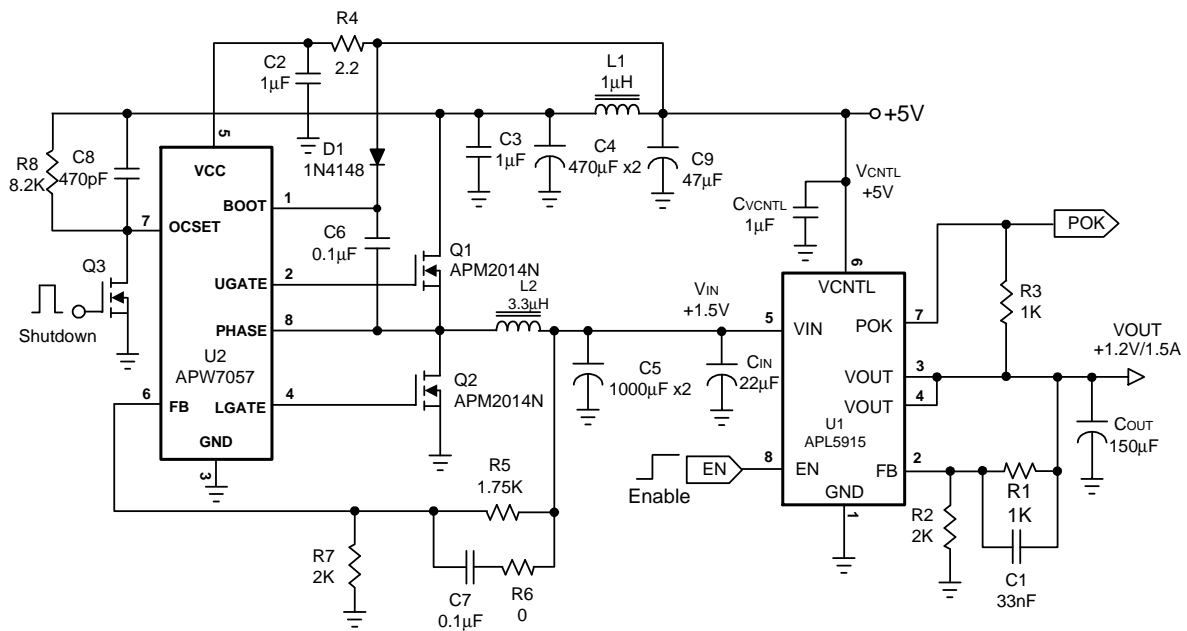 R4
2.2
C2
1μF
L1
1μH
+5V
R8
8.2K
C8
470pF
5
VCC
D1
1N4148
C3
1μF
C4
470μF x2
C9
47μF
VCNTL
+5V
CVCNTL
1μF
BOOT
1
7
OCSET
C6
0.1μF
Q3
Shutdown
UGATE
2
Q1
APM2014N
L2
3.3μH
PHASE
8
U2
APW7057
6
FB
LGATE
4
Q2
APM2014N
GND
3
VIN
+1.5V
C5
1000μF x2
CIN
22μF
6
VCNTL
5
VIN
POK
7
POK
R3
1K
VOUT
3
VOUT
4
VOUT
+1.2V/1.5A
U1
APL5915
COUT
150μF
EN
Enable
8
EN
FB
2
GND
1
R1
1K
R2
2K
C1
33nF
R5
1.75K
R7
2K
C7
0.1μF
R6
0